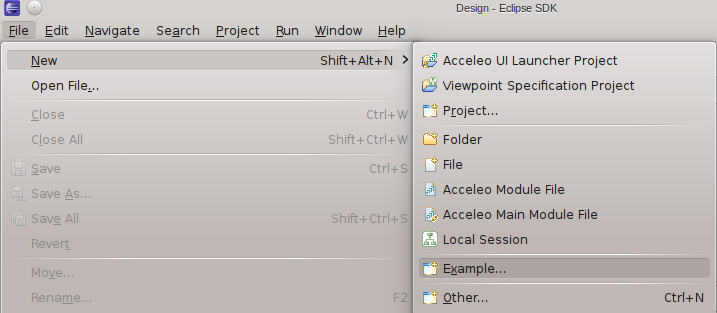 Design - Eclipse SDK
File Edit Navigate Search Project Run Window Help
New Shift+Alt+N
Open File...
Close Ctrl+W
Close All Shift+Ctrl+W
Save Ctrl+S
Save As...
Save All Shift+Ctrl+S
Revert
Move...
Rename... F2
Acceleo UI Launcher Project
Viewpoint Specification Project
Project...
Folder
File
Acceleo Module File
Acceleo Main Module File
Local Session
Example...
Other... Ctrl+N